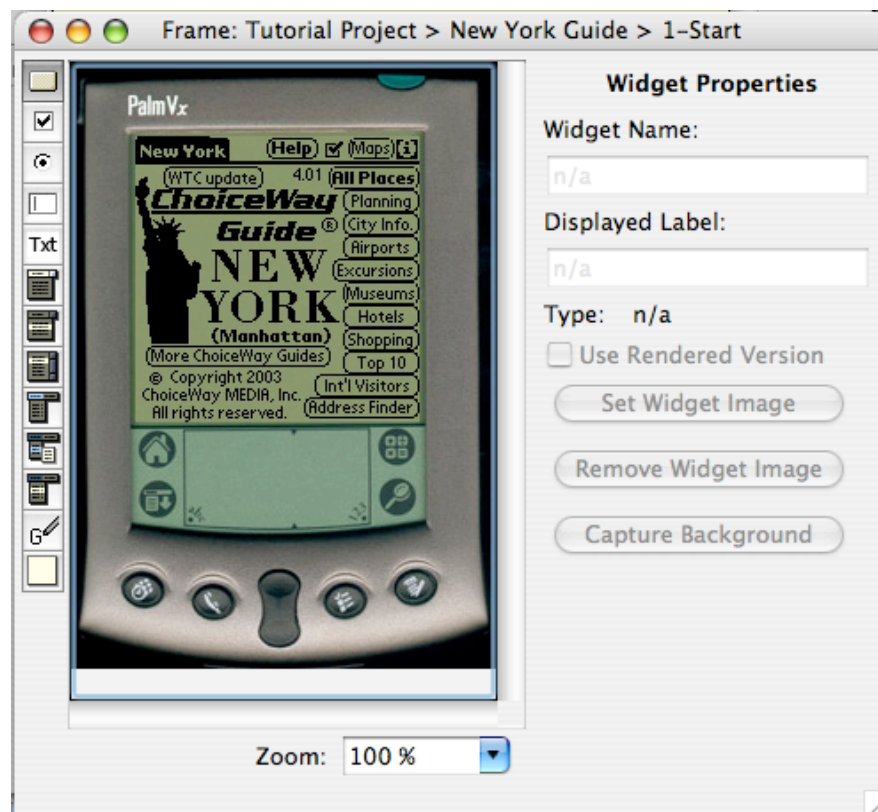 Frame: Tutorial Project > New York Guide > 1-Start
PalmVx
New York (Help) Maps i
WTC update 4.01 All Places
ChoiceWay Planning
Guide ® City Info.
Airports
NEW Excursions
Museums
YORK Hotels
(Manhattan) Shopping
More ChoiceWay Guides Top 10
© Copyright 2003 Int'l Visitors
ChoiceWay MEDIA, Inc.
All rights reserved. Address Finder
Txt
G
Zoom: 100 %
Widget Properties
Widget Name:
n/a
Displayed Label:
n/a
Type: n/a
Use Rendered Version
Set Widget Image
Remove Widget Image
Capture Background